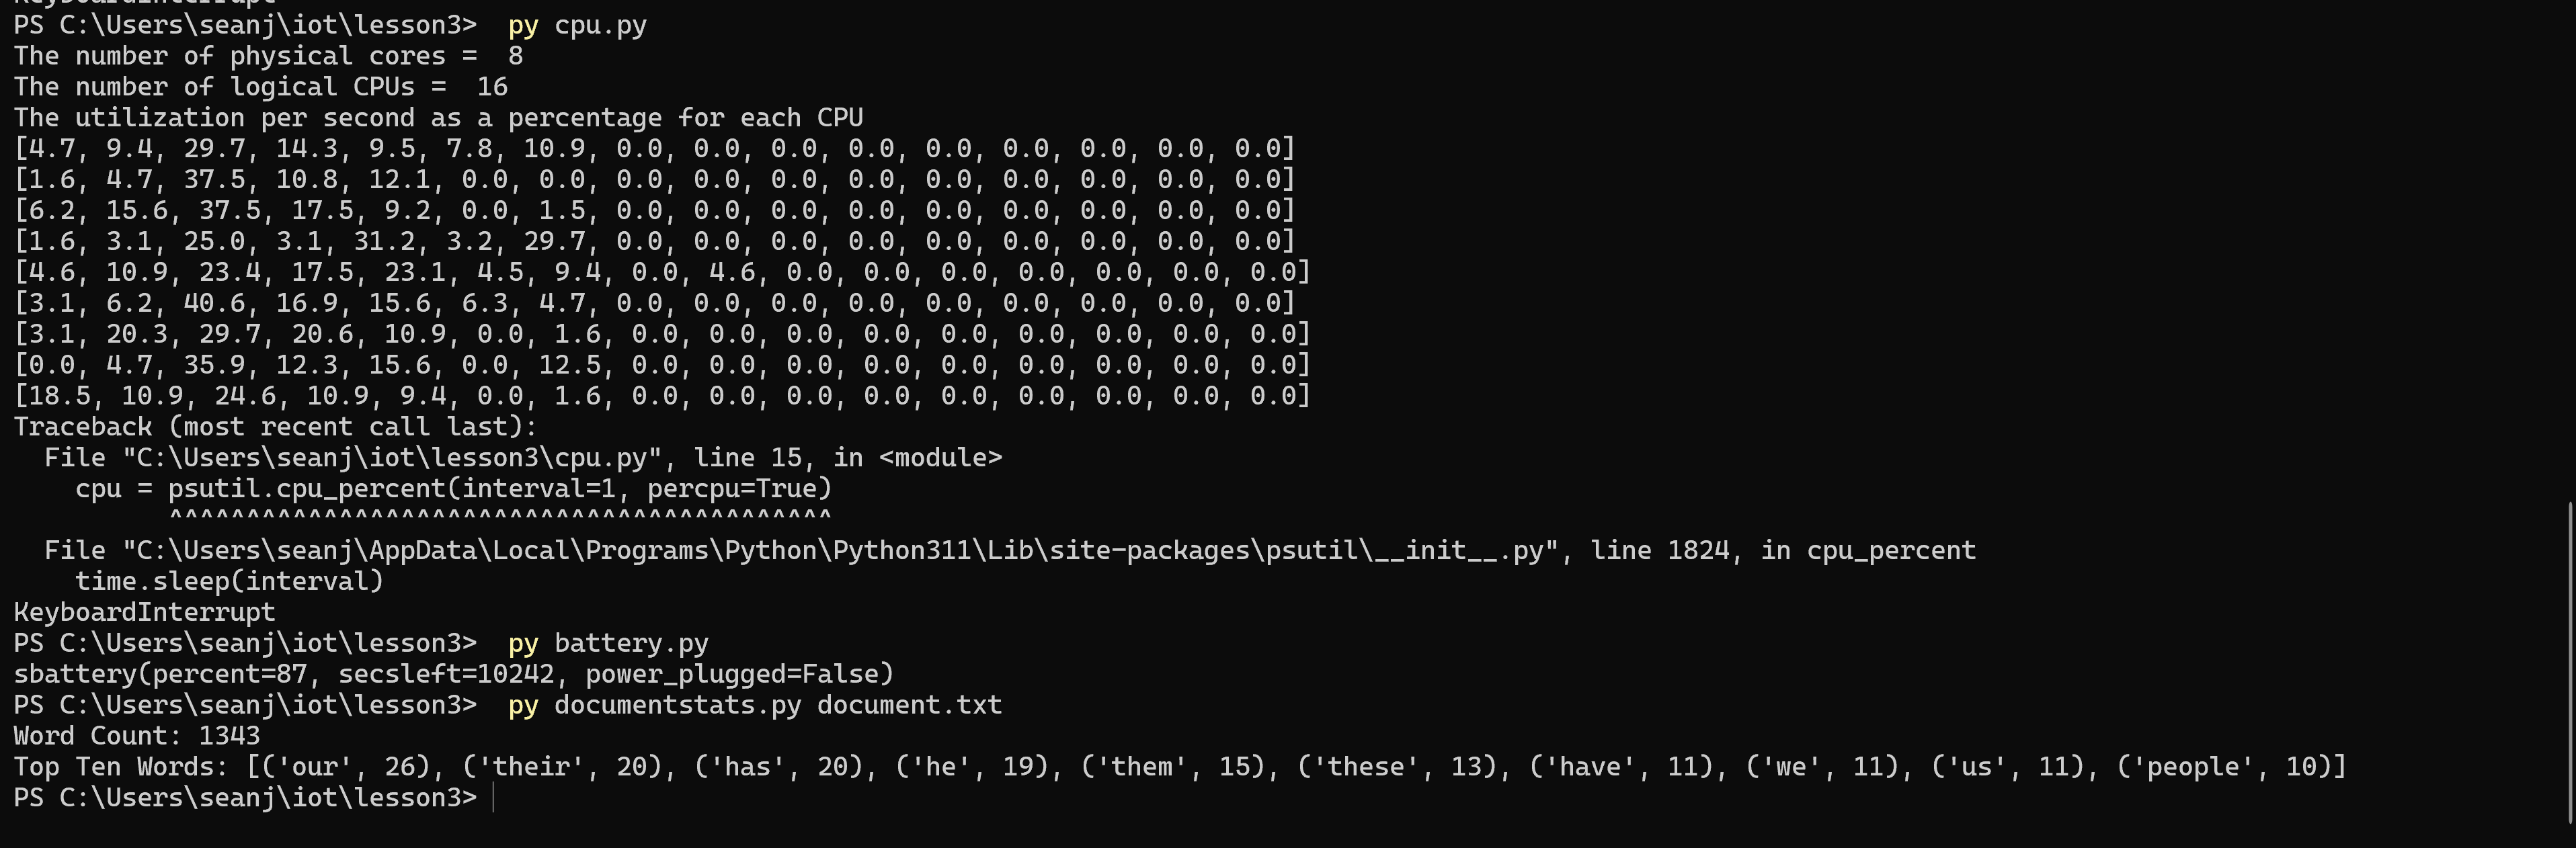 KeyboardInterrupt
PS C:\Users\seanj\iot\lesson3>  py cpu.py
The number of physical cores =  8
The number of logical CPUs =  16
The utilization per second as a percentage for each CPU
[4.7, 9.4, 29.7, 14.3, 9.5, 7.8, 10.9, 0.0, 0.0, 0.0, 0.0, 0.0, 0.0, 0.0, 0.0, 0.0]
[1.6, 4.7, 37.5, 10.8, 12.1, 0.0, 0.0, 0.0, 0.0, 0.0, 0.0, 0.0, 0.0, 0.0, 0.0, 0.0]
[6.2, 15.6, 37.5, 17.5, 9.2, 0.0, 1.5, 0.0, 0.0, 0.0, 0.0, 0.0, 0.0, 0.0, 0.0, 0.0]
[1.6, 3.1, 25.0, 3.1, 31.2, 3.2, 29.7, 0.0, 0.0, 0.0, 0.0, 0.0, 0.0, 0.0, 0.0, 0.0]
[4.6, 10.9, 23.4, 17.5, 23.1, 4.5, 9.4, 0.0, 4.6, 0.0, 0.0, 0.0, 0.0, 0.0, 0.0, 0.0]
[3.1, 6.2, 40.6, 16.9, 15.6, 6.3, 4.7, 0.0, 0.0, 0.0, 0.0, 0.0, 0.0, 0.0, 0.0, 0.0]
[3.1, 20.3, 29.7, 20.6, 10.9, 0.0, 1.6, 0.0, 0.0, 0.0, 0.0, 0.0, 0.0, 0.0, 0.0, 0.0]
[0.0, 4.7, 35.9, 12.3, 15.6, 0.0, 12.5, 0.0, 0.0, 0.0, 0.0, 0.0, 0.0, 0.0, 0.0, 0.0]
[18.5, 10.9, 24.6, 10.9, 9.4, 0.0, 1.6, 0.0, 0.0, 0.0, 0.0, 0.0, 0.0, 0.0, 0.0, 0.0]
Traceback (most recent call last):
  File "C:\Users\seanj\iot\lesson3\cpu.py", line 15, in <module>
    cpu = psutil.cpu_percent(interval=1, percpu=True)
          ^^^^^^^^^^^^^^^^^^^^^^^^^^^^^^^^^^^^^^^^^^^
  File "C:\Users\seanj\AppData\Local\Programs\Python\Python311\Lib\site-packages\psutil\__init__.py", line 1824, in cpu_percent
    time.sleep(interval)
KeyboardInterrupt
PS C:\Users\seanj\iot\lesson3>  py battery.py
sbattery(percent=87, secsleft=10242, power_plugged=False)
PS C:\Users\seanj\iot\lesson3>  py documentstats.py document.txt
Word Count: 1343
Top Ten Words: [('our', 26), ('their', 20), ('has', 20), ('he', 19), ('them', 15), ('these', 13), ('have', 11), ('we', 11), ('us', 11), ('people', 10)]
PS C:\Users\seanj\iot\lesson3>